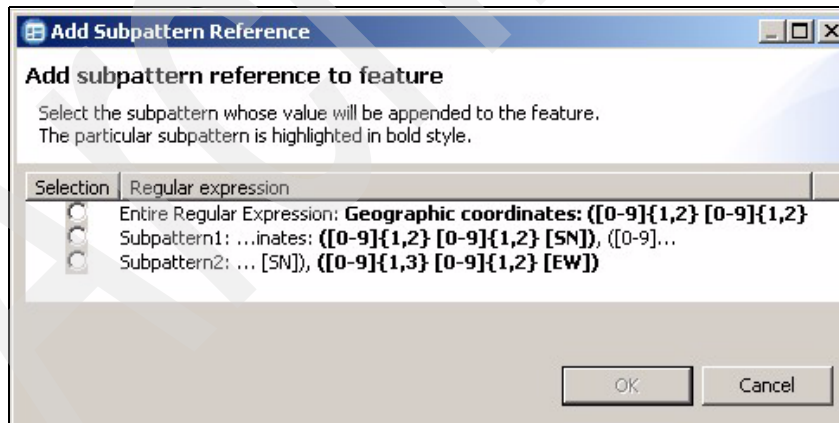 Add Subpattern Reference
Add subpattern reference to feature
Select the subpattern whose value will be appended to the feature.
The particular subpattern is highlighted in bold style.
Selection Regular expression
Entire Regular Expression: Geographic coordinates: ([0-9]{1,2} [0-9]{1,2}
Subpattern1: ...inates: ([0-9]{1,2} [0-9]{1,2} [SN]), ([0-9]...
Subpattern2: ... [SN]), ([0-9]{1,3} [0-9]{1,2} [EW])
OK Cancel